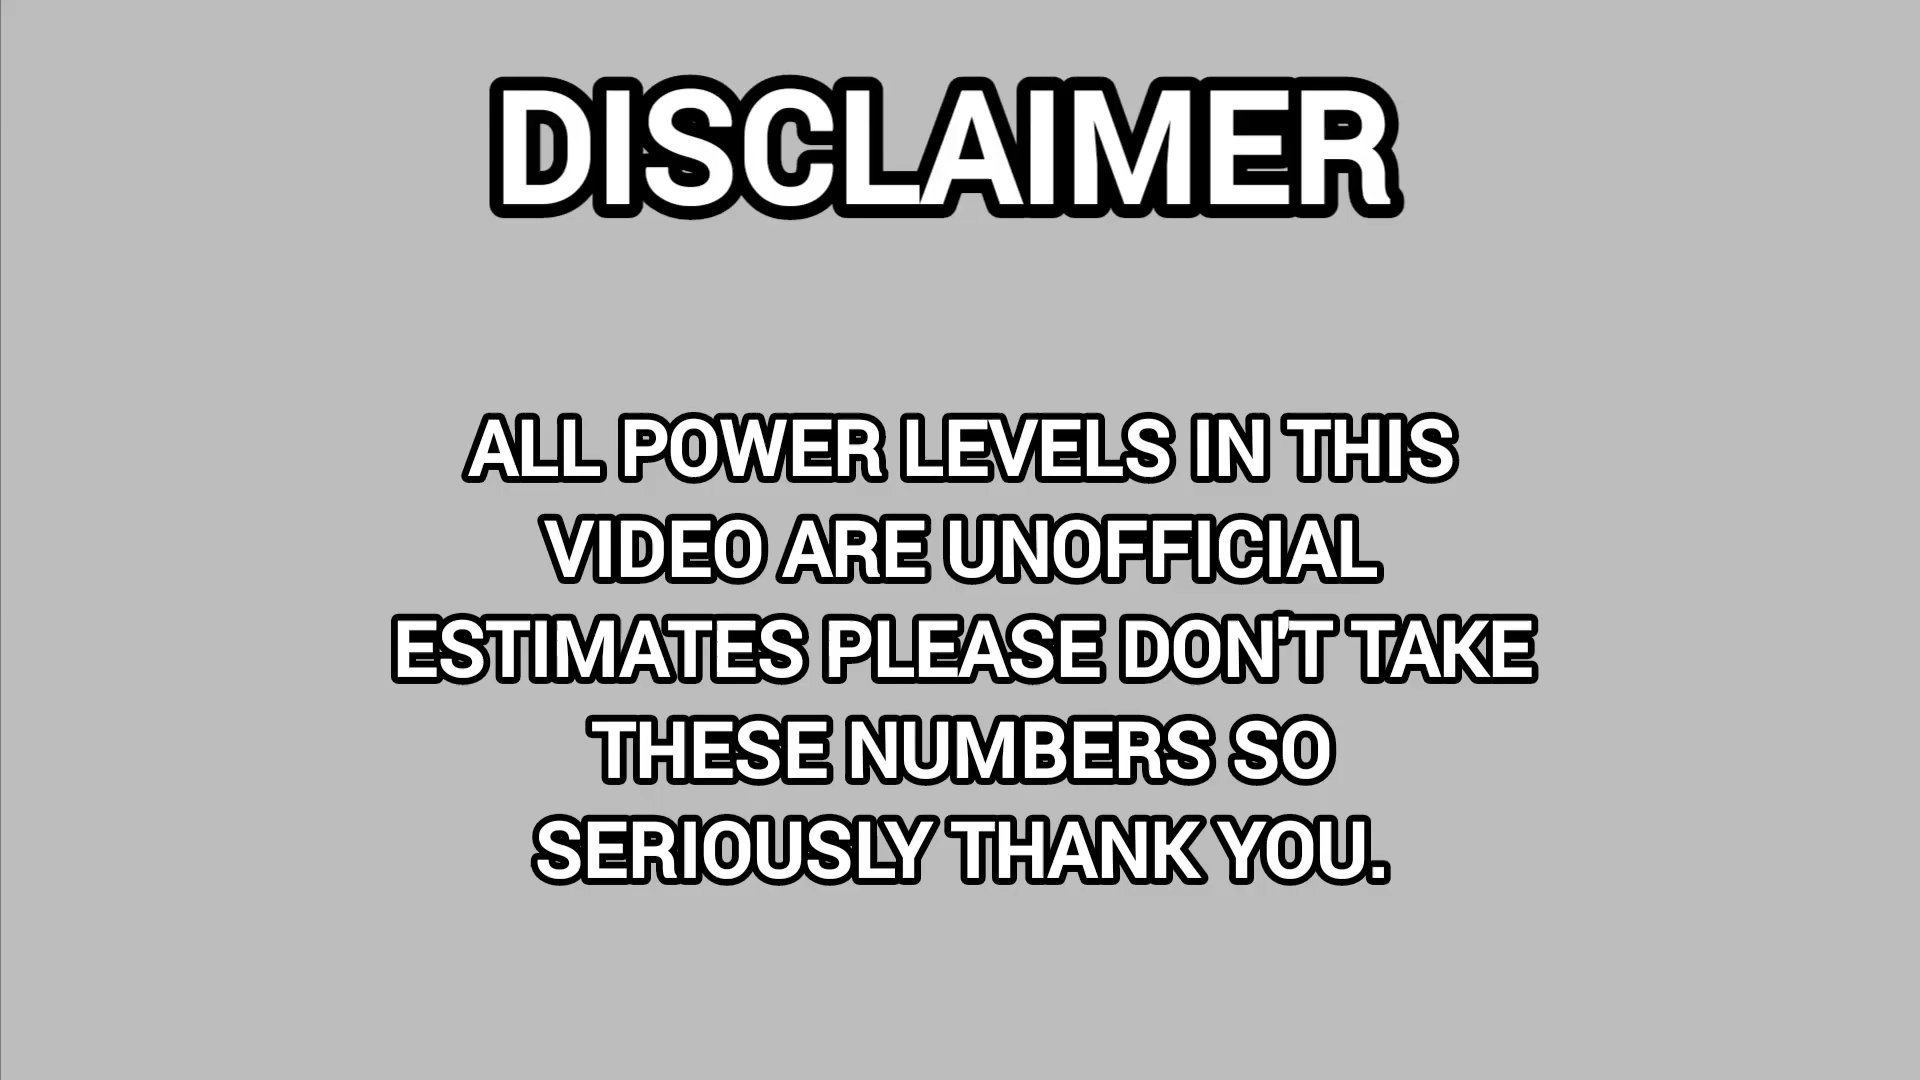 DISCLAIMER
ALL POWER LEVELS IN THIS
VIDEO ARE UNOFFICIAL
ESTIMATES PLEASE DON'T TAKE
THESE NUMBERS SO
SERIOUSLY THANK YOU.